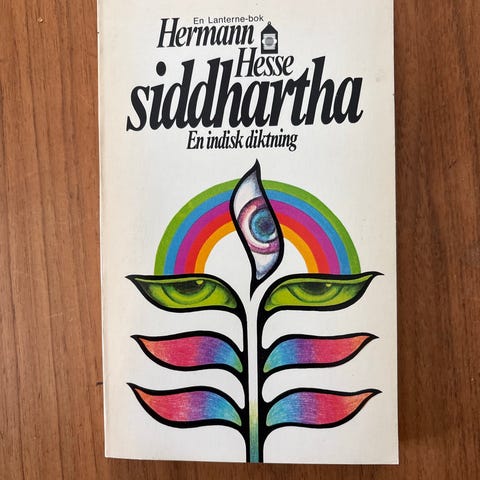 En Lanterne-bok
Hermann
Hesse
siddhartha
En indisk diktning